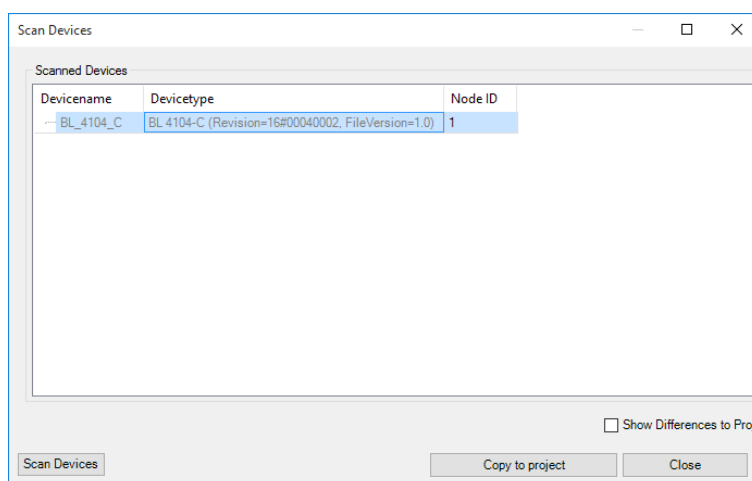 Scan Devices
Scanned Devices
Devicename Devicetype Node ID
BL_4104_C BL 4104-C (Revision=16#00040002, FileVersion=1.0) 1
Show Differences to Pro
Scan Devices Copy to project Close